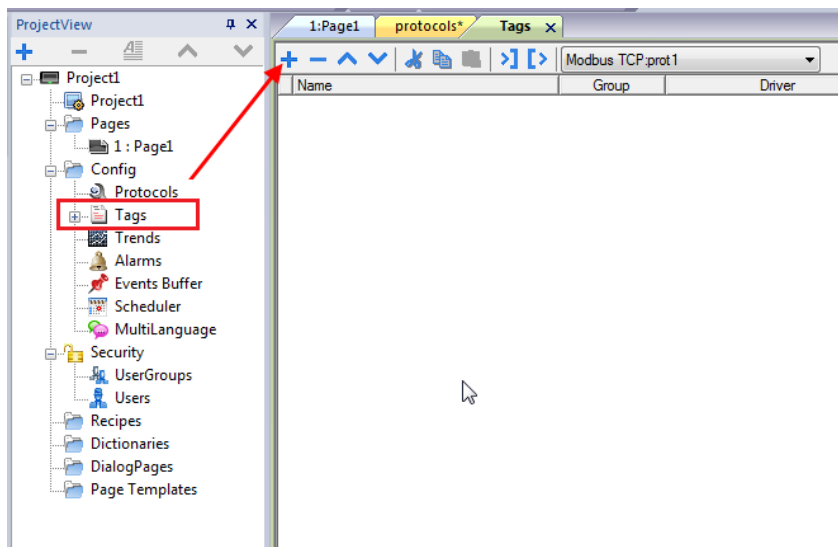 ProjectView
Project1
Project1
Pages
1 : Page1
Config
Protocols
Tags
Trends
Alarms
Events Buffer
Scheduler
MultiLanguage
Security
UserGroups
Users
Recipes
Dictionaries
DialogPages
Page Templates
1:Page1 protocols* Tags
Modbus TCP:prot1
Name Group Driver